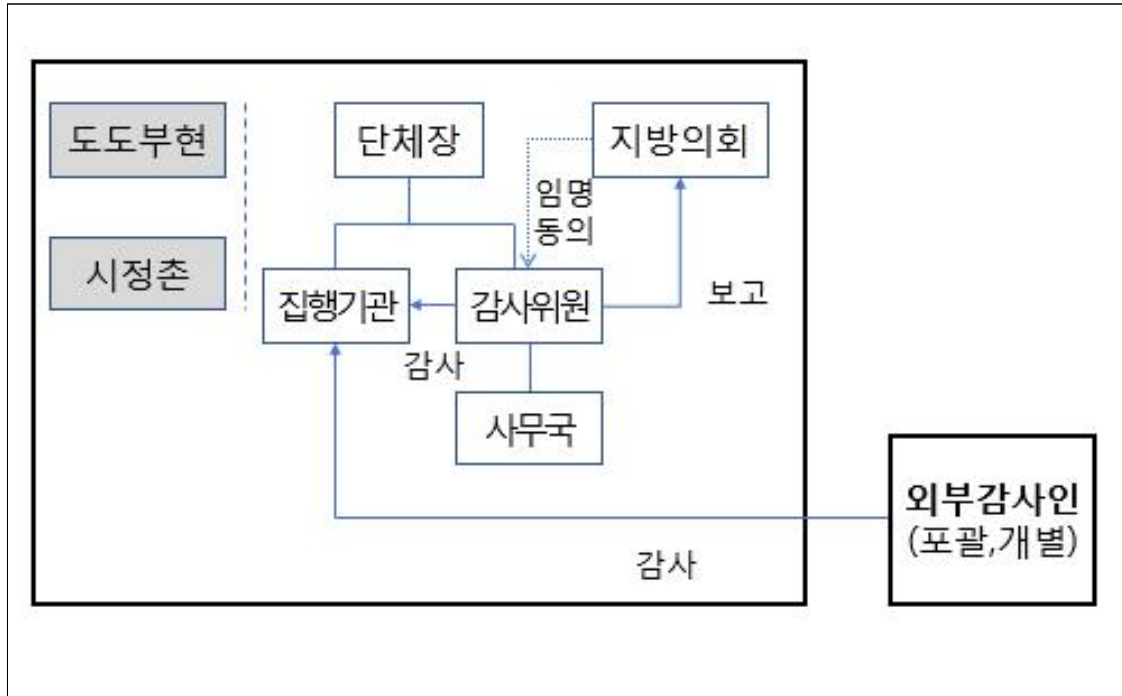 도도부현
단체장
지방의회
임명
동의
시정촌
집행기관
감사위원
보고
감사
사무국
외부감사인
(포괄,개별)
감사